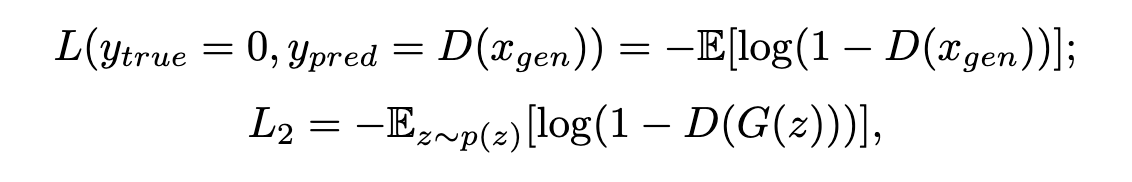 L(y_{true} = 0, y_{pred} = D(x_{gen})) = −𝔼[log(1 − D(x_{gen}))];
L_2 = −𝔼_{z∼p(z)}[log(1 − D(G(z)))],